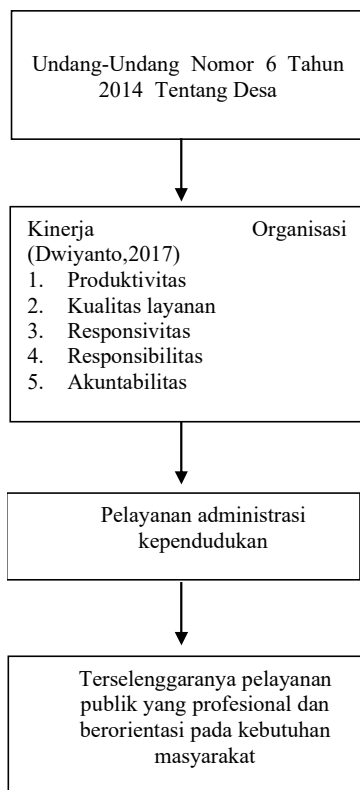 Undang-Undang Nomor 6 Tahun
2014 Tentang Desa
Kinerja Organisasi
(Dwiyanto,2017)
1. Produktivitas
2. Kualitas layanan
3. Responsivitas
4. Responsibilitas
5. Akuntabilitas
Pelayanan administrasi
kependudukan
Terselenggaranya pelayanan
publik yang profesional dan
berorientasi pada kebutuhan
masyarakat